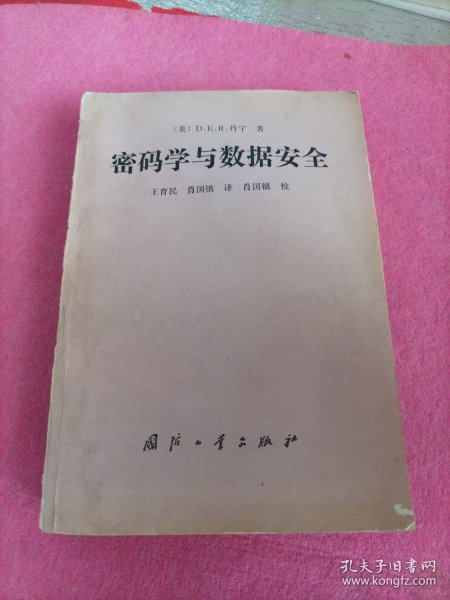 〔美〕D.E.R.丹宁 著
密码学与数据安全
王育民 肖国镇 译 肖国镇 校
国防工业出版社
孔夫子旧书网
www.kongfz.com